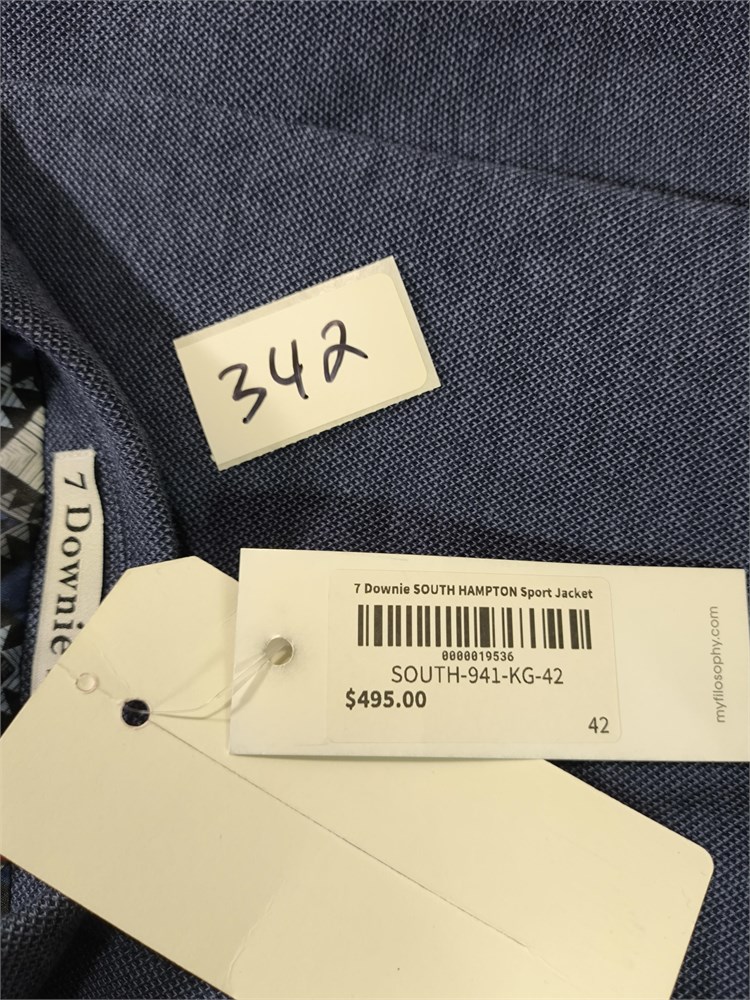 342
7 Downie
7 Downie SOUTH HAMPTON Sport Jacket
0000019536
SOUTH-941-KG-42
$495.00
42
myfilosophy.com